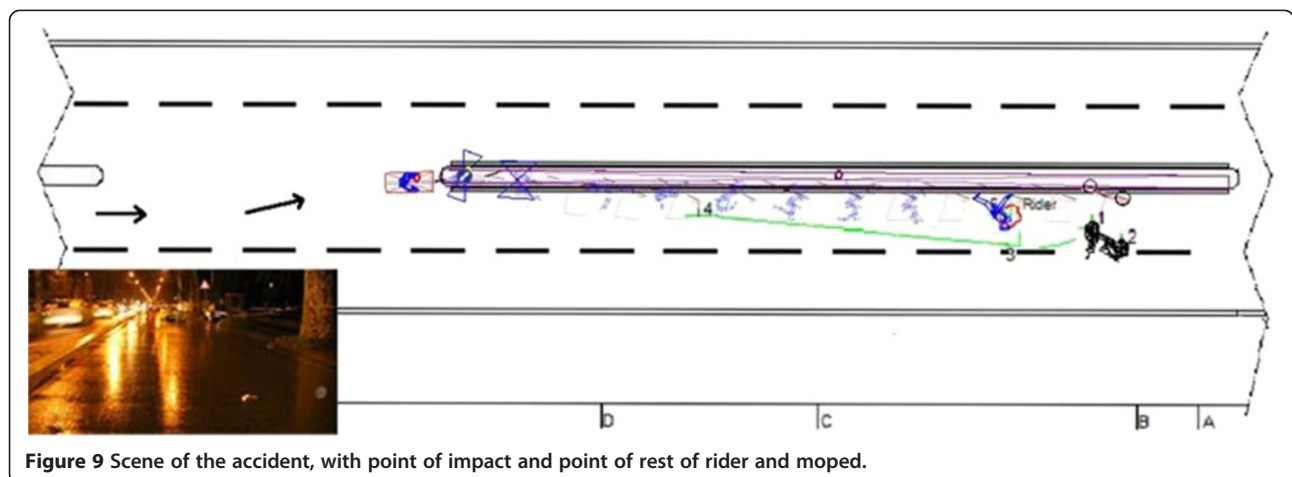 14
Rider
1
2
3
D
C
B
A
Figure 9 Scene of the accident, with point of impact and point of rest of rider and moped.